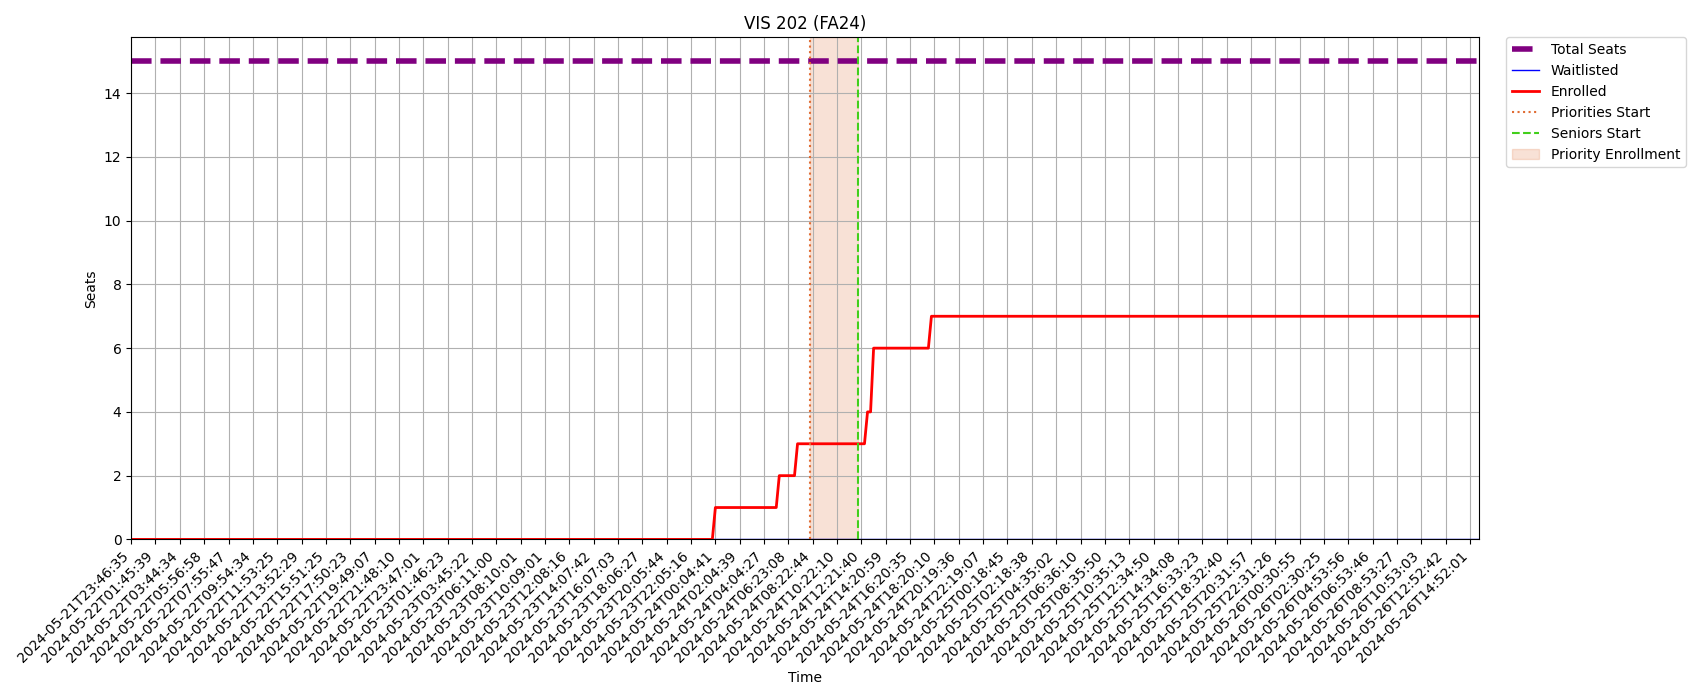 VIS 202 (FA24)
Total Seats
Waitlisted
Enrolled
Priorities Start
Seniors Start
Priority Enrollment
Seats
14
12
10
8
6
4
2
0
2024-05-21T23:46:35
2024-05-22T01:45:39
2024-05-22T03:44:34
2024-05-22T05:56:58
2024-05-22T07:55:47
2024-05-22T09:54:34
2024-05-22T11:53:25
2024-05-22T13:52:29
2024-05-22T15:51:25
2024-05-22T17:50:23
2024-05-22T19:49:07
2024-05-22T21:48:10
2024-05-22T23:47:01
2024-05-23T01:46:23
2024-05-23T03:45:22
2024-05-23T06:11:00
2024-05-23T08:10:01
2024-05-23T10:09:01
2024-05-23T12:08:16
2024-05-23T14:07:42
2024-05-23T16:07:03
2024-05-23T18:06:27
2024-05-23T20:05:44
2024-05-23T22:05:16
2024-05-24T00:04:41
2024-05-24T02:04:39
2024-05-24T04:04:27
2024-05-24T06:23:08
2024-05-24T08:22:44
2024-05-24T10:22:10
2024-05-24T12:21:40
2024-05-24T14:20:59
2024-05-24T16:20:35
2024-05-24T18:20:10
2024-05-24T20:19:36
2024-05-24T22:19:07
2024-05-25T00:18:45
2024-05-25T02:18:38
2024-05-25T04:35:02
2024-05-25T06:36:10
2024-05-25T08:35:50
2024-05-25T10:35:13
2024-05-25T12:34:50
2024-05-25T14:34:08
2024-05-25T16:33:23
2024-05-25T18:32:40
2024-05-25T20:31:57
2024-05-25T22:31:26
2024-05-26T00:30:55
2024-05-26T02:30:25
2024-05-26T04:53:56
2024-05-26T06:53:46
2024-05-26T08:53:27
2024-05-26T10:53:03
2024-05-26T12:52:42
2024-05-26T14:52:01
Time